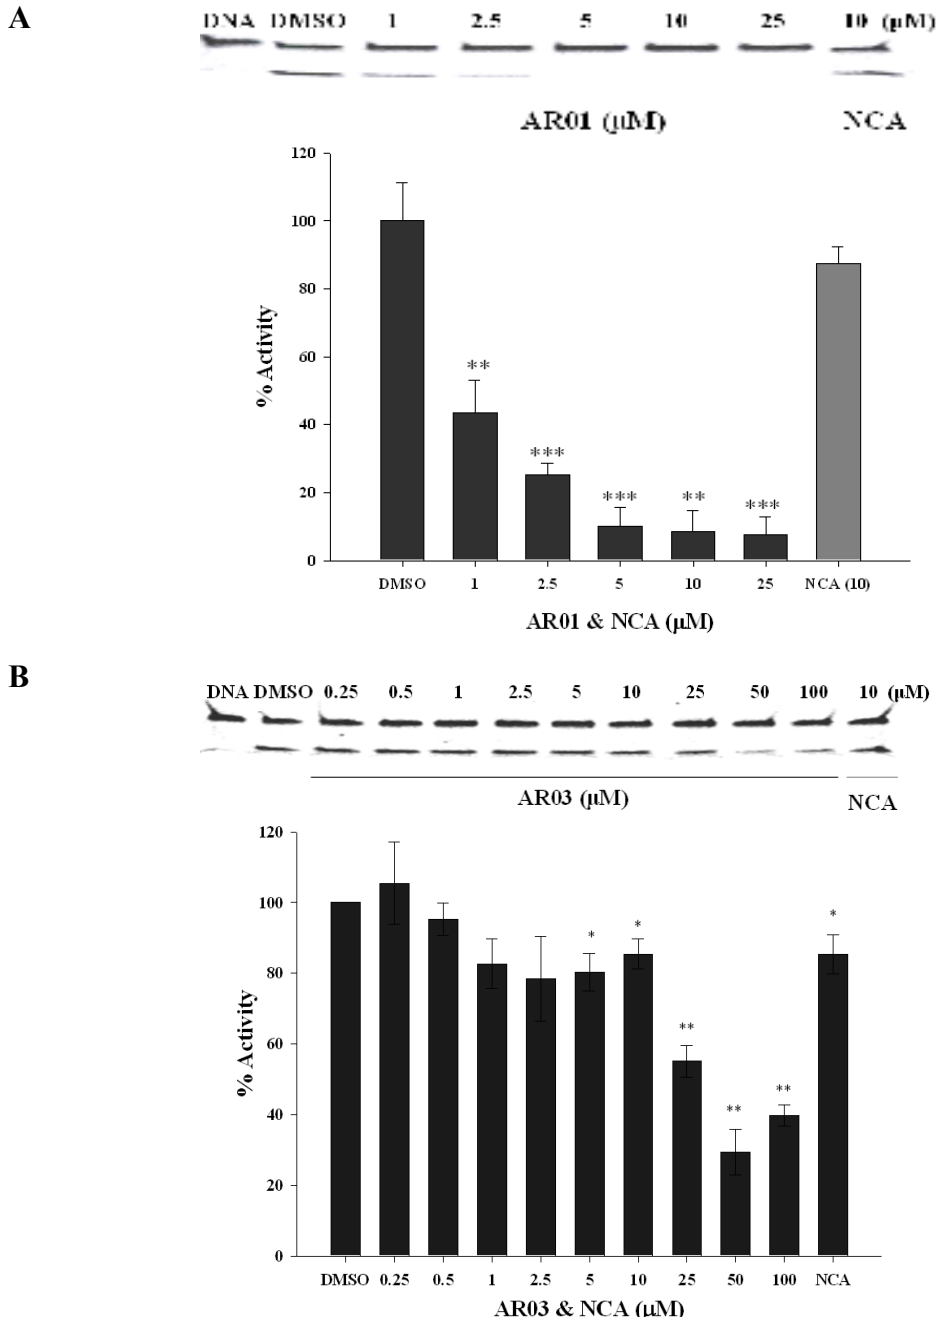 A
DNA DMSO 1 2.5 5 10 25 10 (µM)
AR01 (µM) NCA
120
100
80
60
40
20
0
% Activity
**
***
***
**
***
DMSO 1 2.5 5 10 25 NCA (10)
AR01 & NCA (µM)
B
DNA DMSO 0.25 0.5 1 2.5 5 10 25 50 100 10 (µM)
AR03 (µM) NCA
120
100
80
60
40
20
0
% Activity
*
*
**
**
**
*
DMSO 0.25 0.5 1 2.5 5 10 25 50 100 NCA
AR03 & NCA (µM)